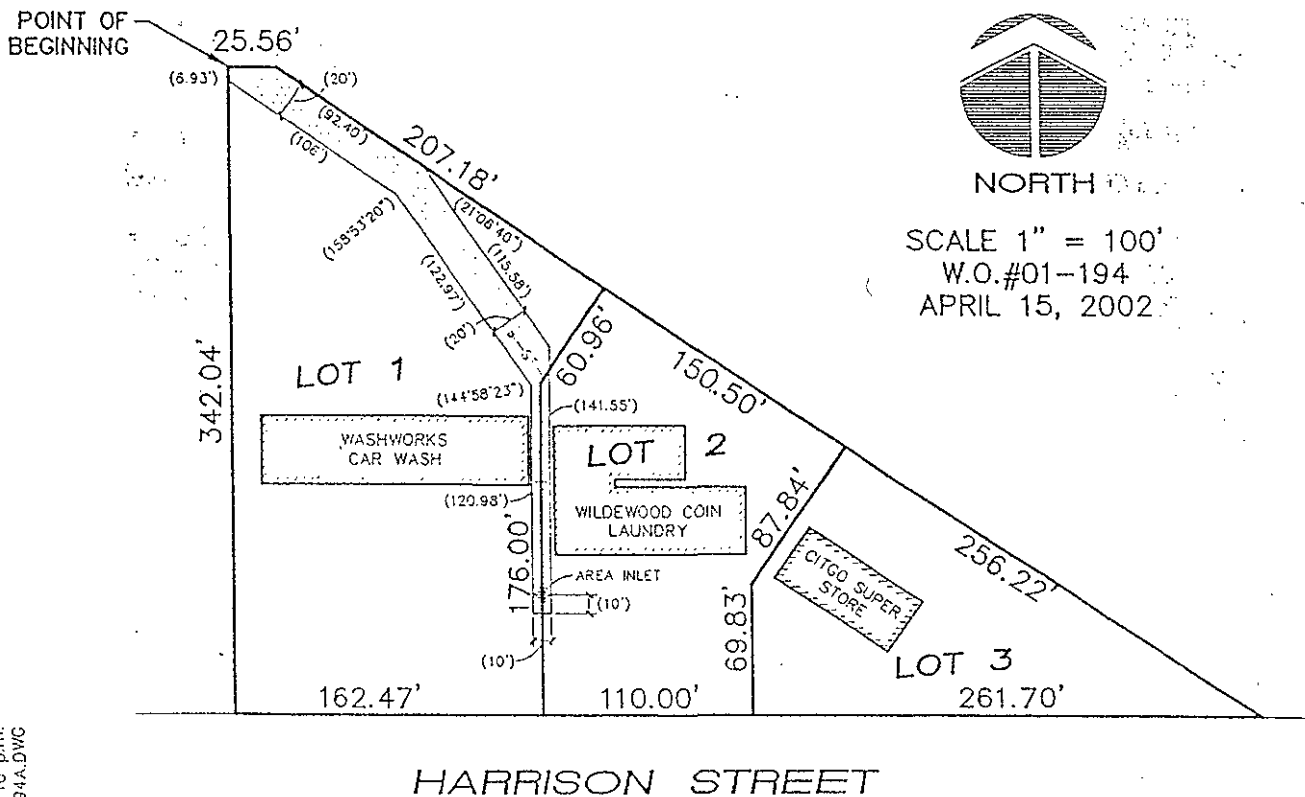 POINT OF
BEGINNING
25.56'
(6.93')
(20')
(92.40')
(106')
207.18'
NORTH
SCALE 1" = 100'
W.O.#01-194
APRIL 15, 2002
(21°06'40")
(158°53'20")
(115.58')
(122.97')
(20')
60.96'
150.50'
342.04'
LOT 1
(144°58'23")
(141.55')
WASHWORKS
CAR WASH
LOT 2
WILDEWOOD COIN
LAUNDRY
(120.98')
176.00'
87.84'
256.22'
CITGO SUPER
STORE
AREA INLET
(10')
69.83'
(10')
LOT 3
162.47'
110.00'
261.70'
HARRISON STREET
94A.DWG